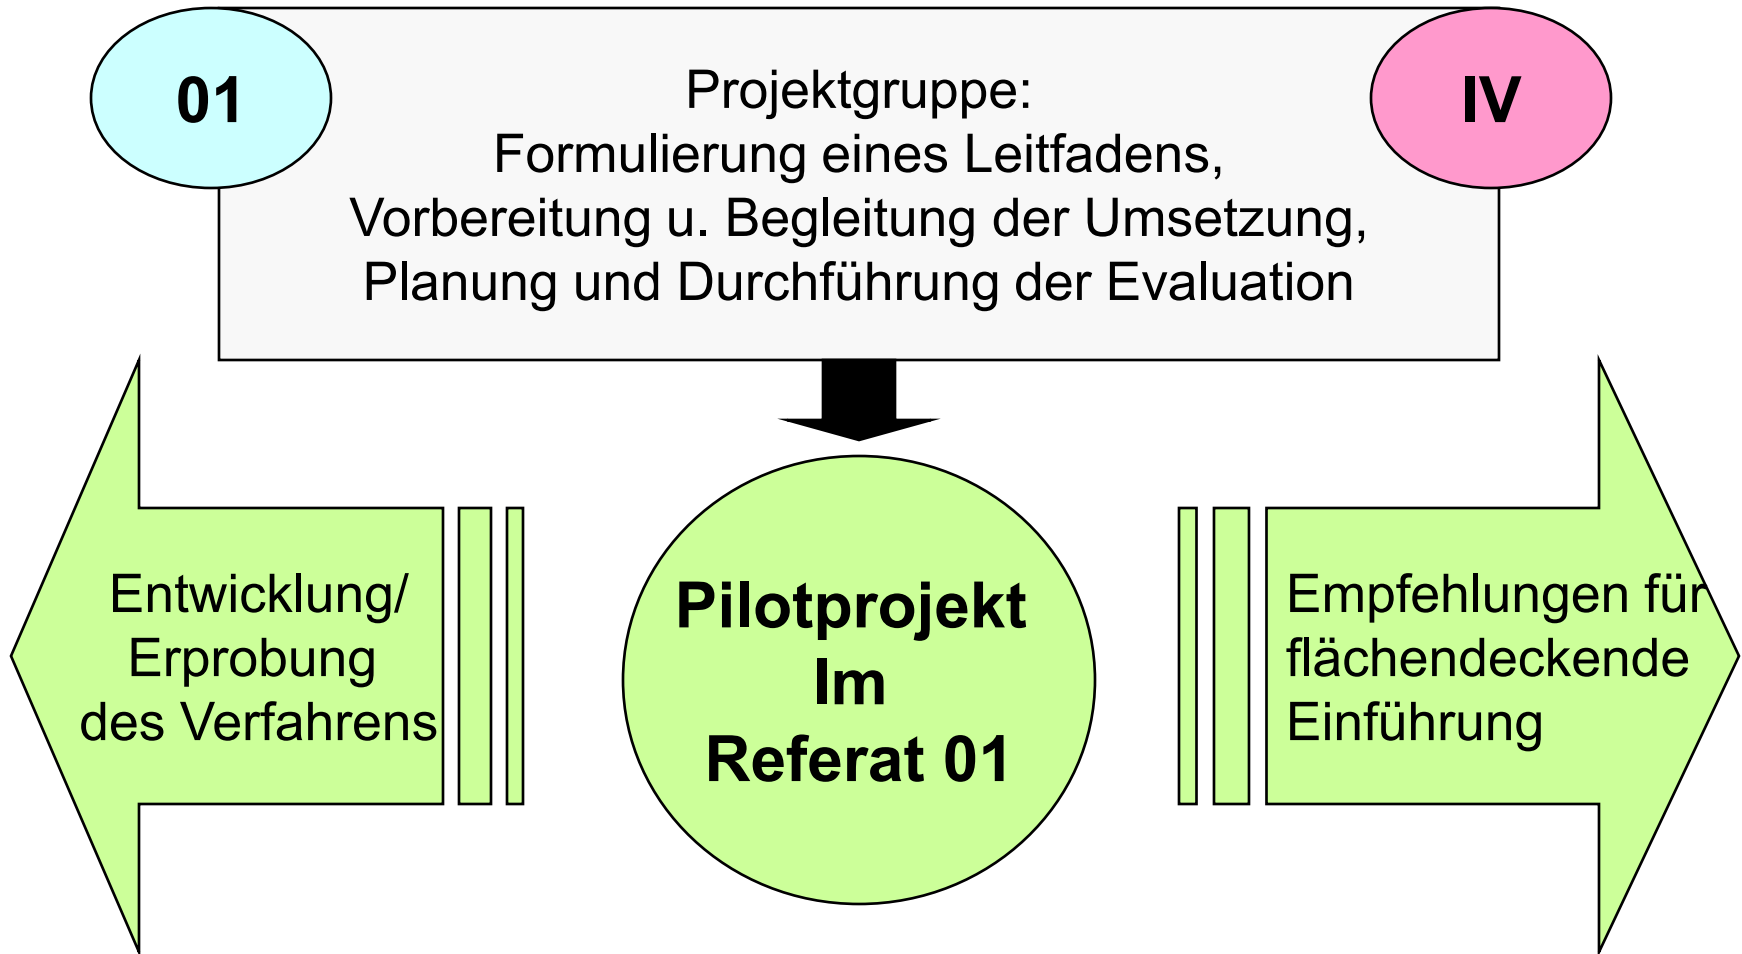 01
Projektgruppe:
Formulierung eines Leitfadens,
Vorbereitung u. Begleitung der Umsetzung,
Planung und Durchführung der Evaluation
IV
Entwicklung/
Erprobung
des Verfahrens
Pilotprojekt
Im
Referat 01
Empfehlungen für
flächendeckende
Einführung